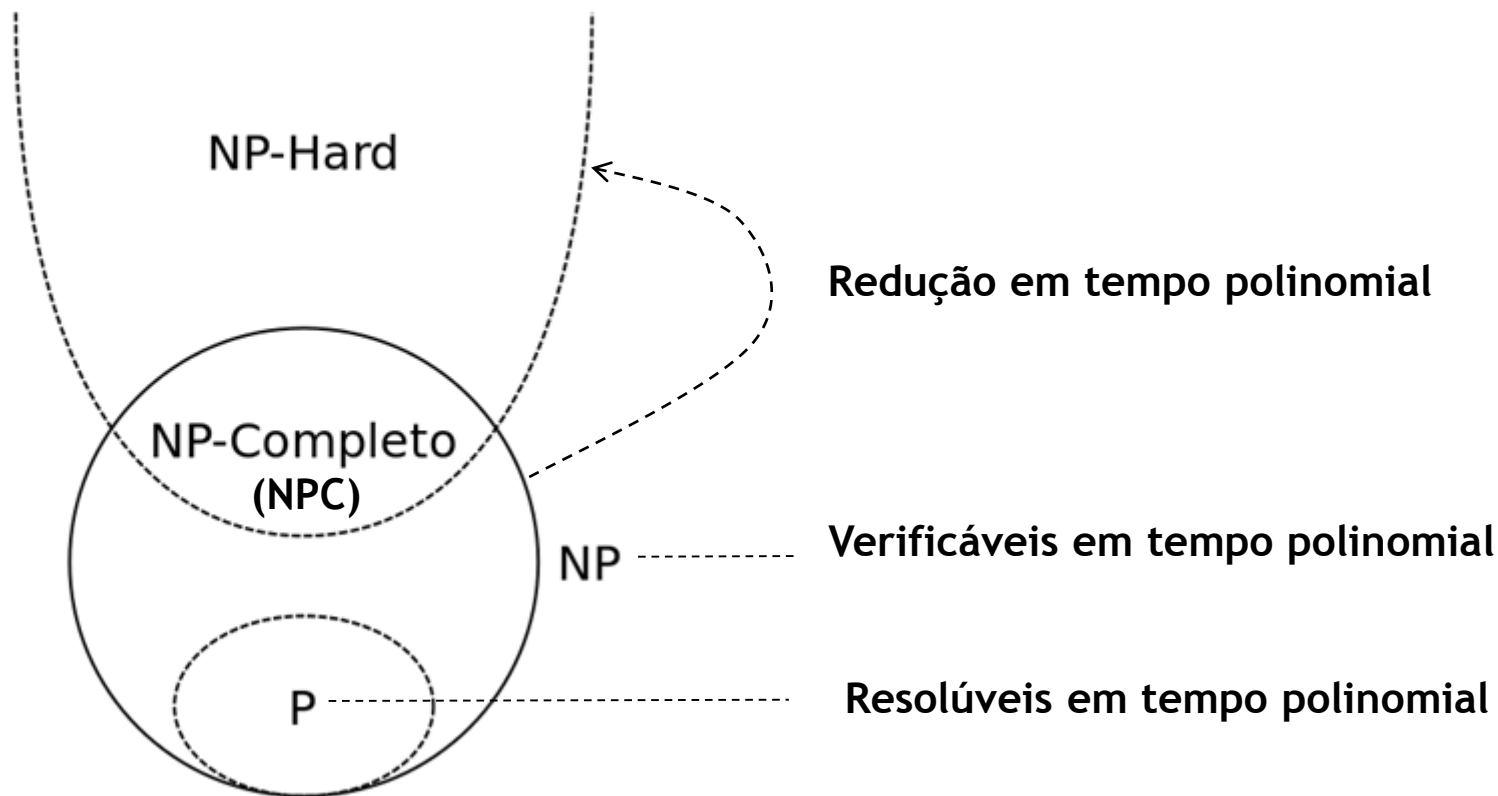 NP-Hard
Redução em tempo polinomial
NP-Completo
(NPC)
NP
Verificáveis em tempo polinomial
P
Resolúveis em tempo polinomial